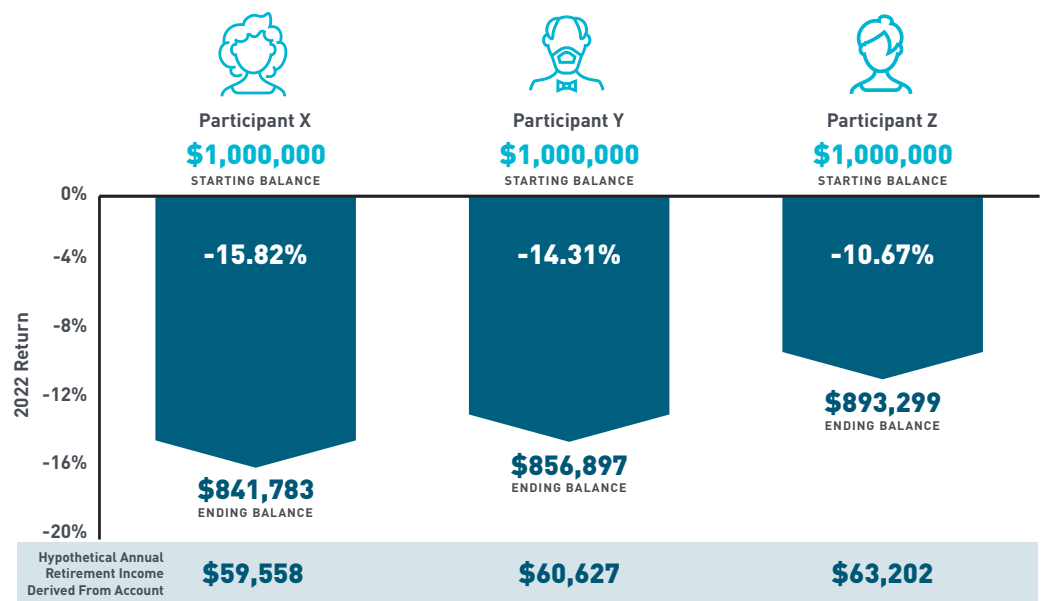 Participant X
Participant Y
Participant Z
$1,000,000
$1,000,000
$1,000,000
STARTING BALANCE
STARTING BALANCE
STARTING BALANCE
0%
-4%
-8%
-12%
-16%
-20%
2022 Return
-15.82%
-14.31%
-10.67%
$841,783
ENDING BALANCE
$856,897
ENDING BALANCE
$893,299
ENDING BALANCE
Hypothetical Annual
Retirement Income
Derived From Account
$59,558
$60,627
$63,202